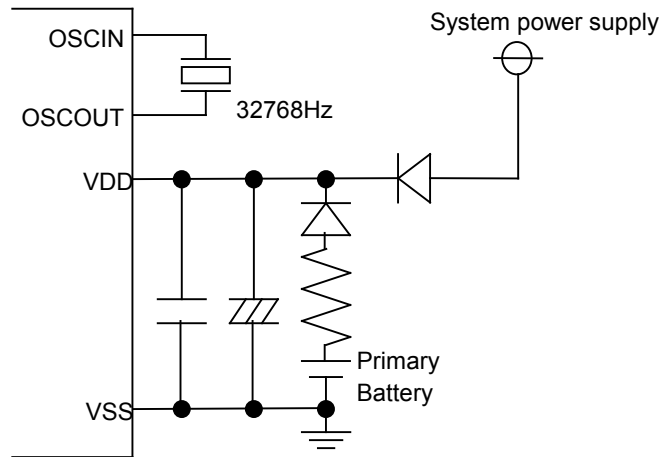 System power supply
OSCIN
OSCOUT
32768Hz
VDD
Primary
Battery
VSS